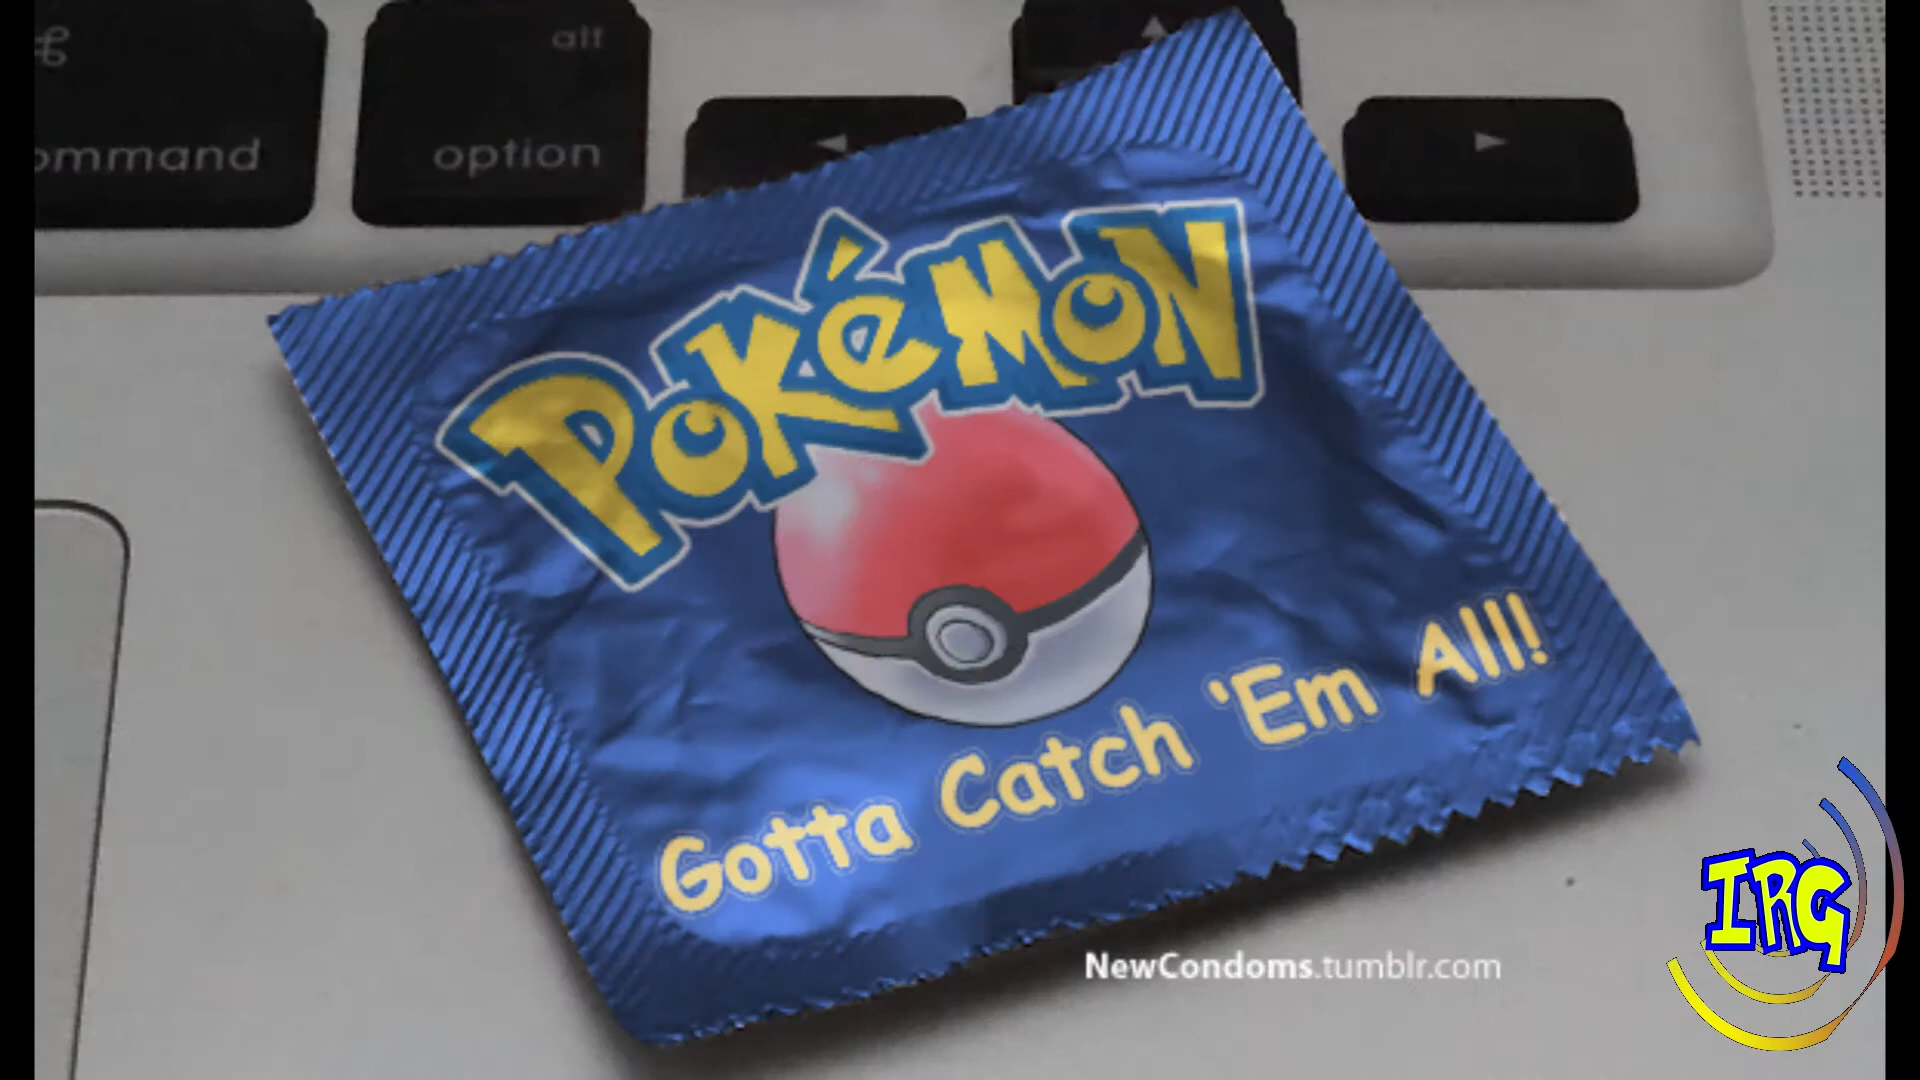 ⌘
alt
ommand
option
POKéMON
Gotta Catch 'Em All!
NewCondoms.tumblr.com
IRG